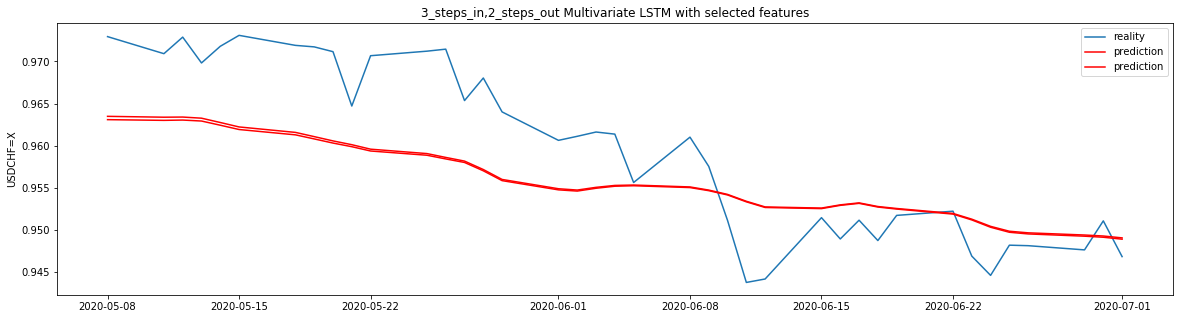 3_steps_in,2_steps_out Multivariate LSTM with selected features
reality
prediction
prediction
USDCHF=X
0.970
0.965
0.960
0.955
0.950
0.945
2020-05-08 2020-05-15 2020-05-22 2020-06-01 2020-06-08 2020-06-15 2020-06-22 2020-07-01